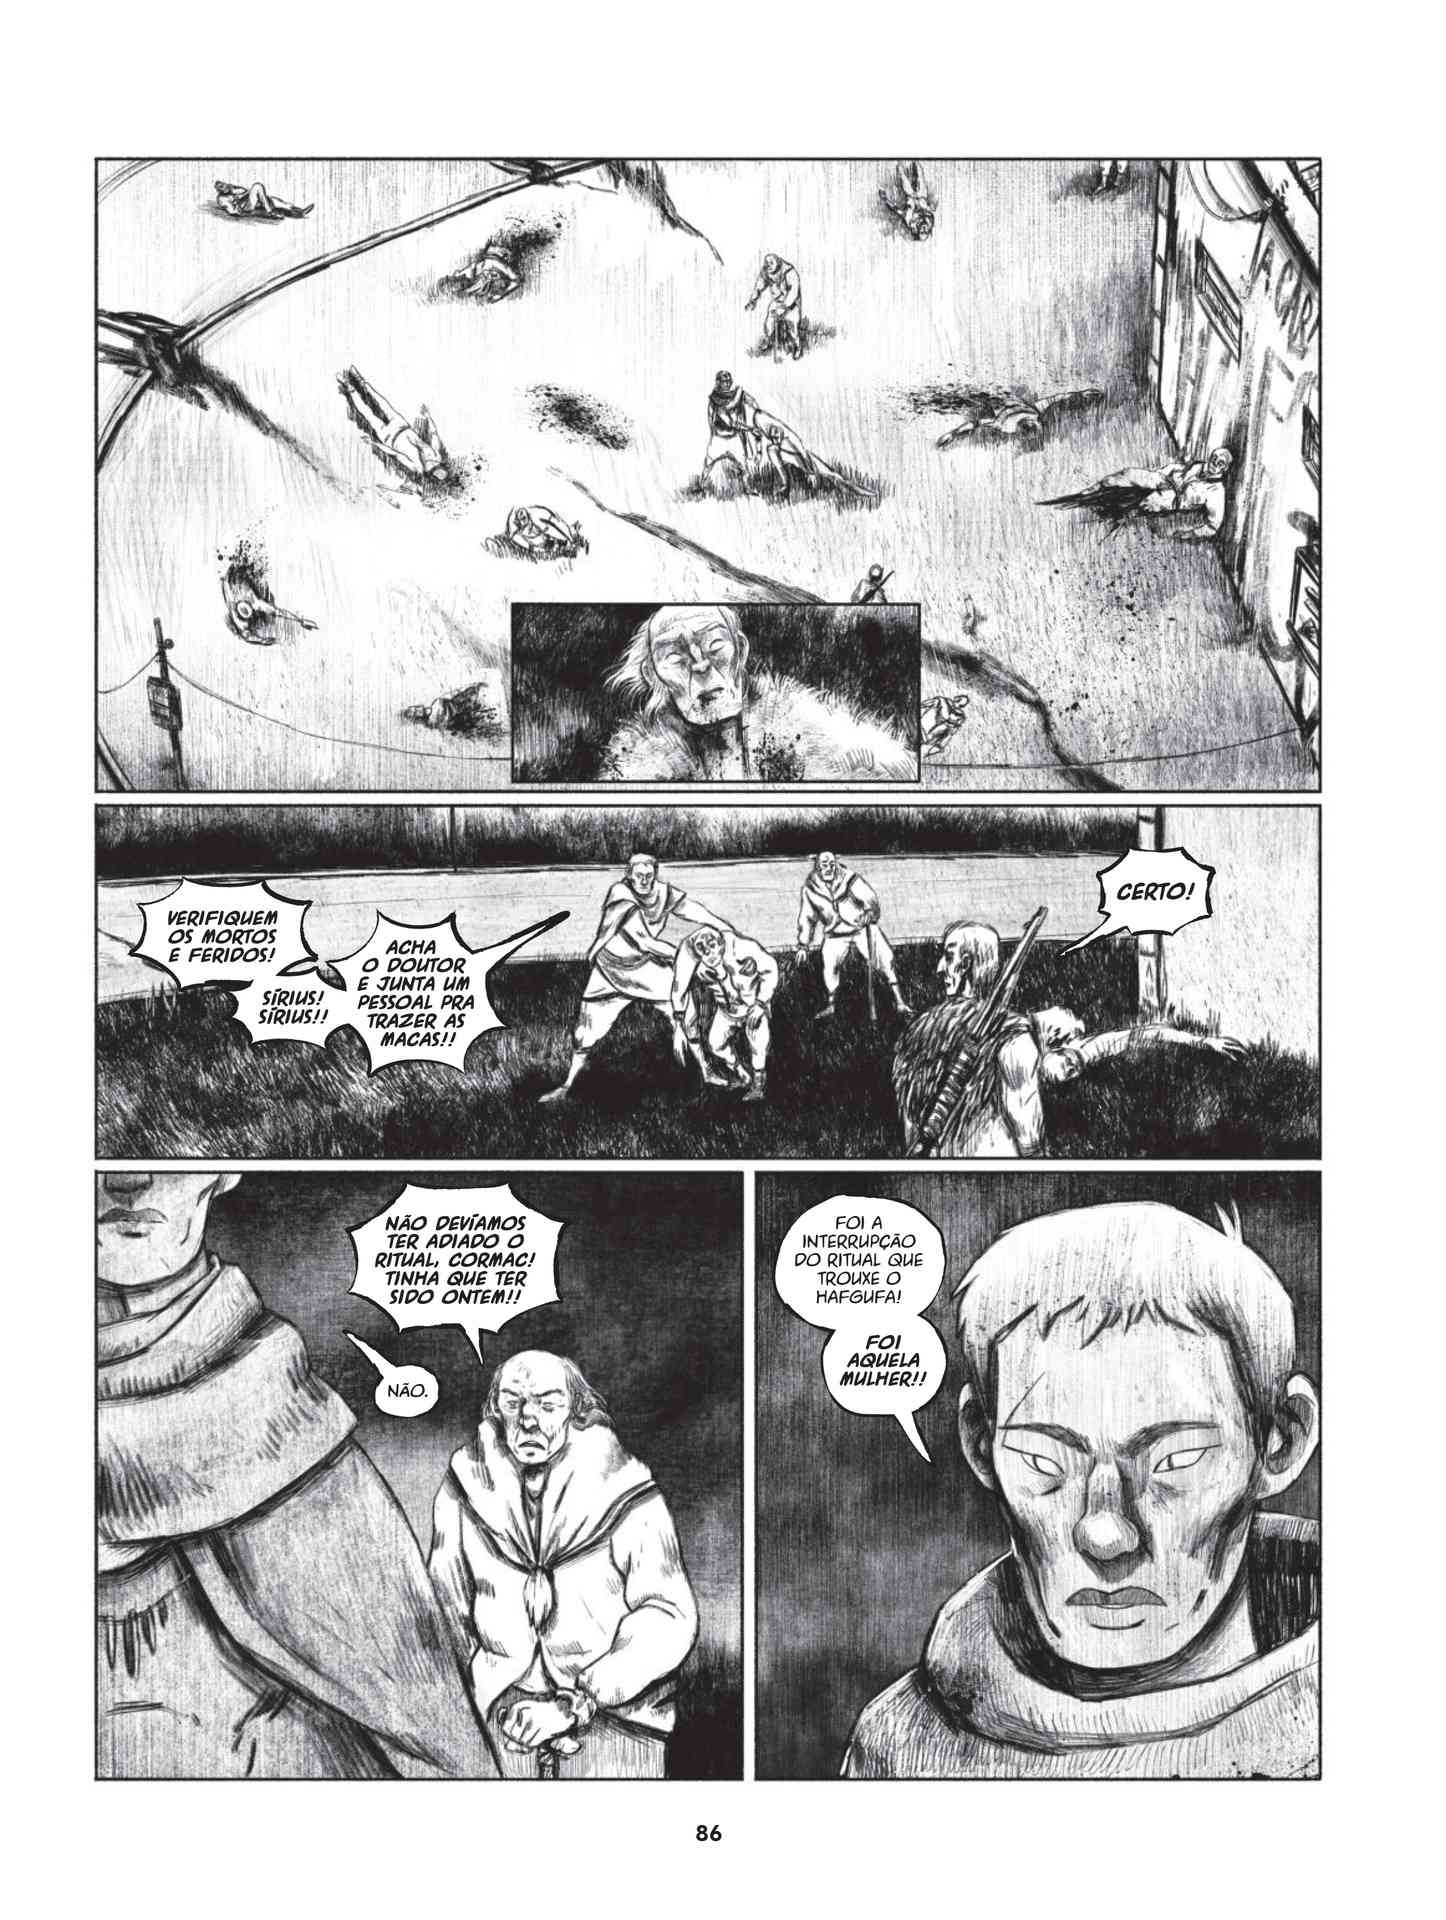 VERIFIQUEM
OS MORTOS
E FERIDOS!
SÍRIUS!
SÍRIUS!!
ACHA
O DOUTOR
E JUNTA UM
PESSOAL PRA
TRAZER AS
MACAS!!
CERTO!
NÃO DEVÍAMOS
TER ADIADO O
RITUAL, CORMAC!
TINHA QUE TER
SIDO ONTEM!!
NÃO.
FOI A
INTERRUPÇÃO
DO RITUAL QUE
TROUXE O
HAFGUFA!
FOI
AQUELA
MULHER!!
86